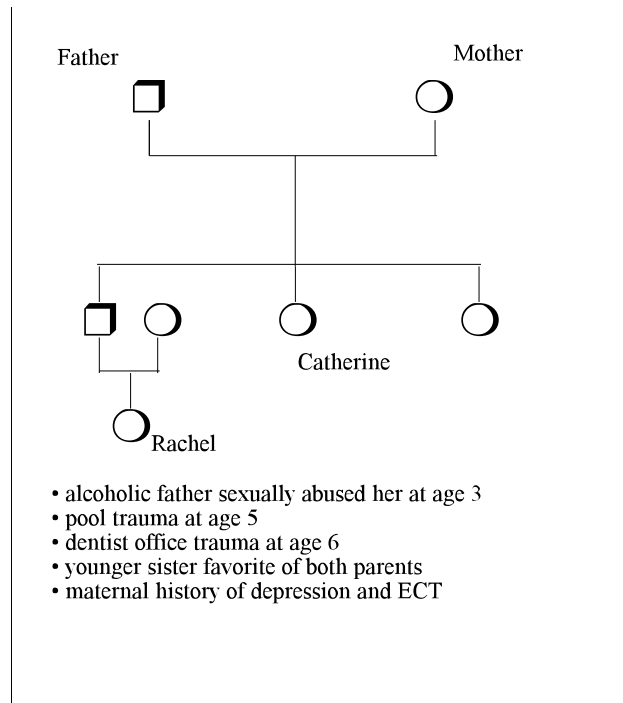 Father
Mother
Catherine
Rachel
• alcoholic father sexually abused her at age 3
• pool trauma at age 5
• dentist office trauma at age 6
• younger sister favorite of both parents
• maternal history of depression and ECT